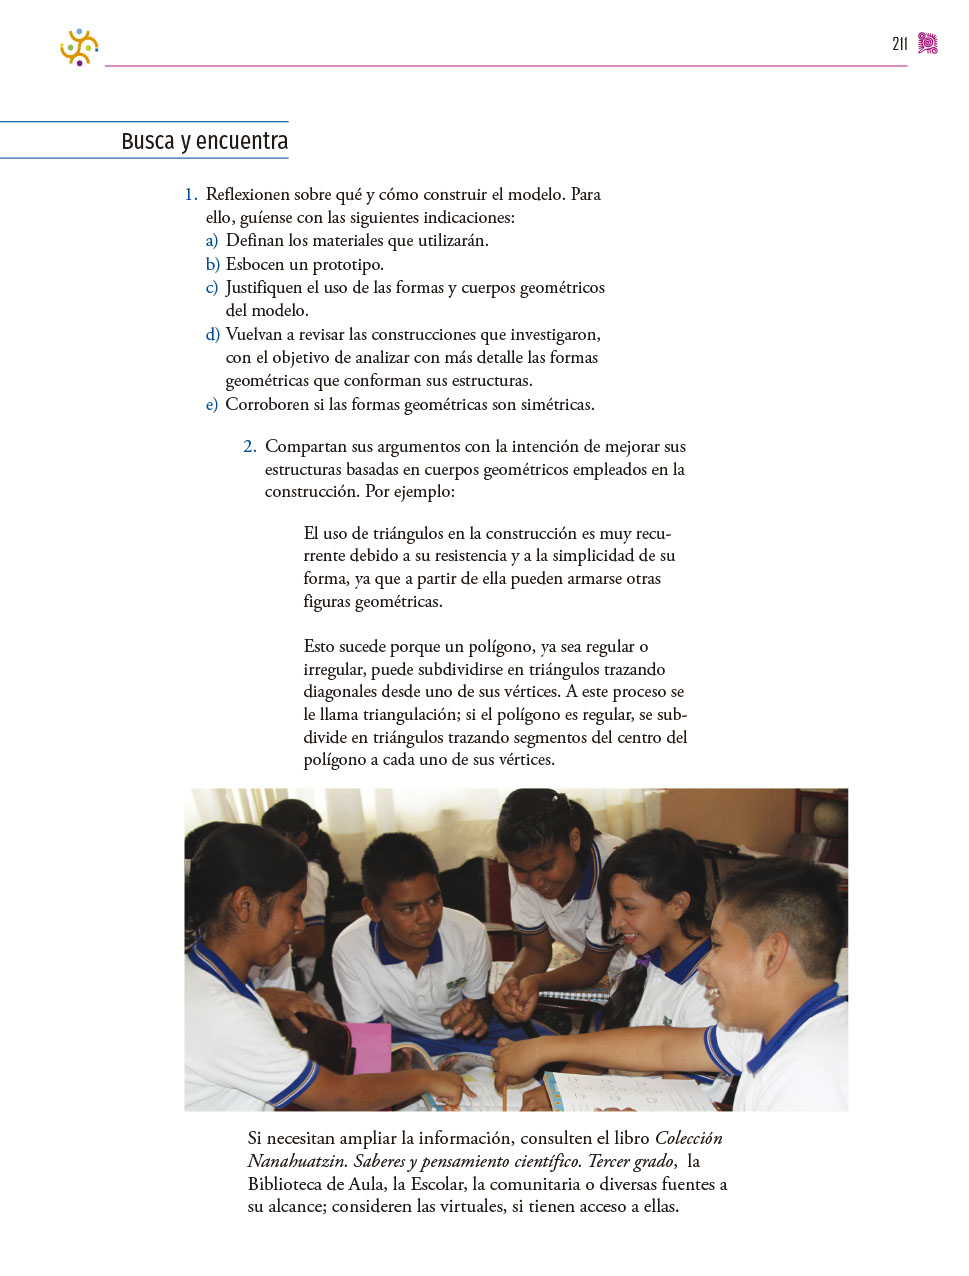 211
Busca y encuentra
1. Reflexionen sobre qué y cómo construir el modelo. Para
ello, guíense con las siguientes indicaciones:
a) Definan los materiales que utilizarán.
b) Esbocen un prototipo.
c) Justifiquen el uso de las formas y cuerpos geométricos
del modelo.
d) Vuelvan a revisar las construcciones que investigaron,
con el objetivo de analizar con más detalle las formas
geométricas que conforman sus estructuras.
e) Corroboren si las formas geométricas son simétricas.
2. Compartan sus argumentos con la intención de mejorar sus
estructuras basadas en cuerpos geométricos empleados en la
construcción. Por ejemplo:
El uso de triángulos en la construcción es muy recu-
rrente debido a su resistencia y a la simplicidad de su
forma, ya que a partir de ella pueden armarse otras
figuras geométricas.
Esto sucede porque un polígono, ya sea regular o
irregular, puede subdividirse en triángulos trazando
diagonales desde uno de sus vértices. A este proceso se
le llama triangulación; si el polígono es regular, se sub-
divide en triángulos trazando segmentos del centro del
polígono a cada uno de sus vértices.
Si necesitan ampliar la información, consulten el libro Colección
Nanahuatzin. Saberes y pensamiento científico. Tercer grado, la
Biblioteca de Aula, la Escolar, la comunitaria o diversas fuentes a
su alcance; consideren las virtuales, si tienen acceso a ellas.